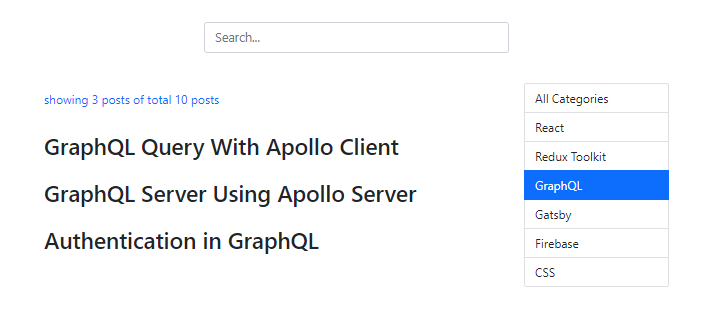 Search...
showing 3 posts of total 10 posts
GraphQL Query With Apollo Client
GraphQL Server Using Apollo Server
Authentication in GraphQL
All Categories
React
Redux Toolkit
GraphQL
Gatsby
Firebase
CSS